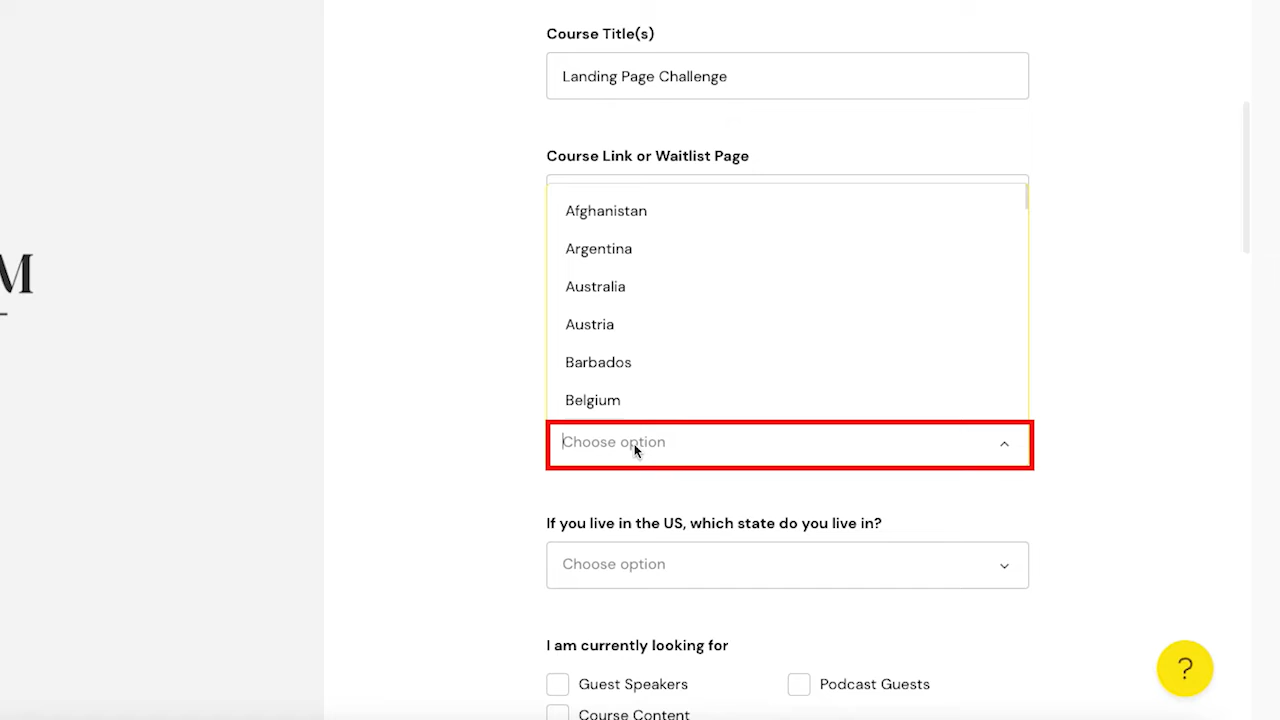 Course Title(s)
Landing Page Challenge
Course Link or Waitlist Page
Afghanistan
Argentina
Australia
Austria
Barbados
Belgium
Choose option
If you live in the US, which state do you live in?
Choose option
I am currently looking for
Guest Speakers
Podcast Guests
Course Content
M
?